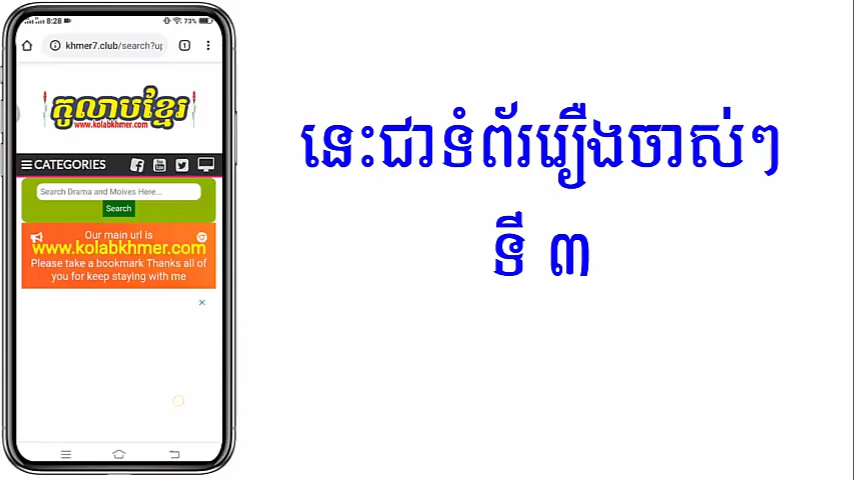 8:28
73%
khmer7.club/search?up
1
កូលាបខ្មែរ
www.kolabkhmer.com
CATEGORIES
Search Drama and Moives Here...
Search
Our main url is
www.kolabkhmer.com
Please take a bookmark Thanks all of
you for keep staying with me
នេះជាទំព័ររឿងចាស់ៗ
ទី ៣